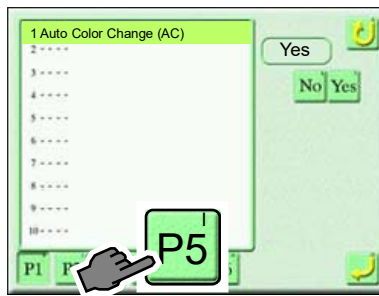 1 Auto Color Change (AC)
Yes
2 - - - -
3 - - - -
No Yes
4 - - - -
5 - - - -
6 - - - -
7 - - - -
8 - - - -
9 - - - -
10 - - - -
P5
P1